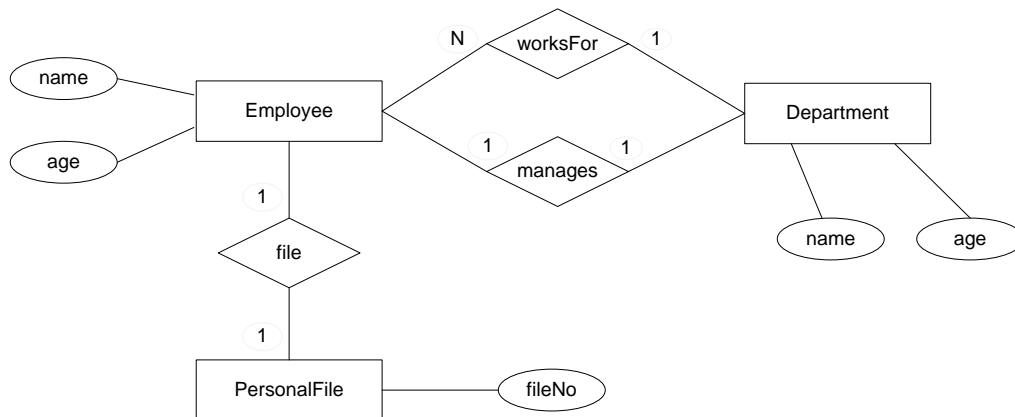 N
worksFor
1
name
Employee
Department
age
1
manages
1
1
file
name
age
1
PersonalFile
fileNo